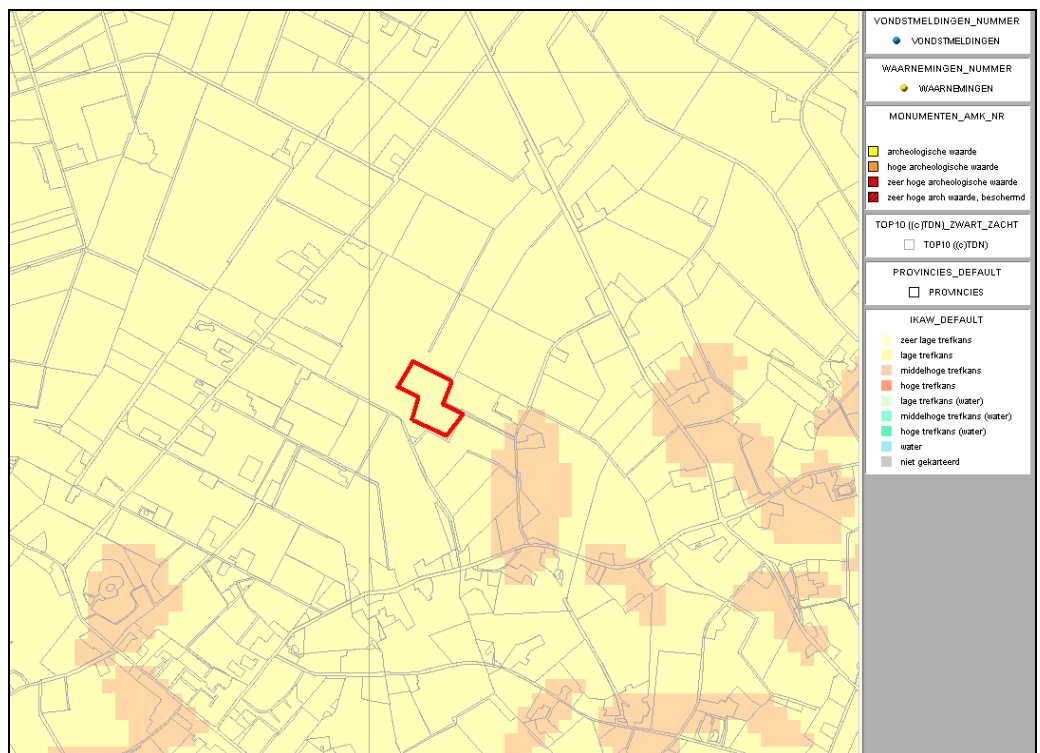 VONDSTMELDINGEN_NUMMER
VONDSTMELDINGEN
WAARNEMINGEN_NUMMER
WAARNEMINGEN
MONUMENTEN_AMK_NR
archeologische waarde
hoge archeologische waarde
zeer hoge archeologische waarde
zeer hoge arch waarde, beschermd
TOP10 ((c)TDN)_ZWART_ZACHT
TOP10 ((c)TDN)
PROVINCIES_DEFAULT
PROVINCIES
IKAW_DEFAULT
zeer lage trefkans
lage trefkans
middelhoge trefkans
hoge trefkans
lage trefkans (water)
middelhoge trefkans (water)
hoge trefkans (water)
water
niet gekarteerd